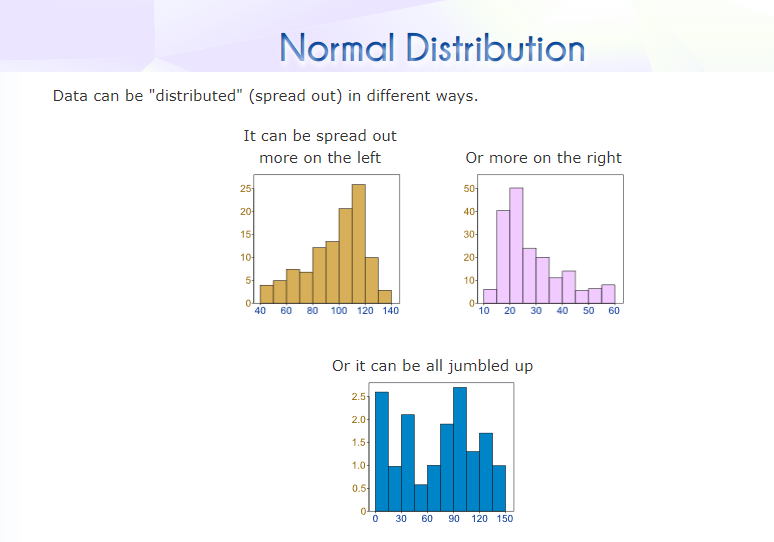 Normal Distribution
Data can be "distributed" (spread out) in different ways.
It can be spread out
more on the left
25
20
15
10
5
0
40 60 80 100 120 140
Or more on the right
50
40
30
20
10
0
10 20 30 40 50 60
Or it can be all jumbled up
2.5
2.0
1.5
1.0
0.5
0
0 30 60 90 120 150